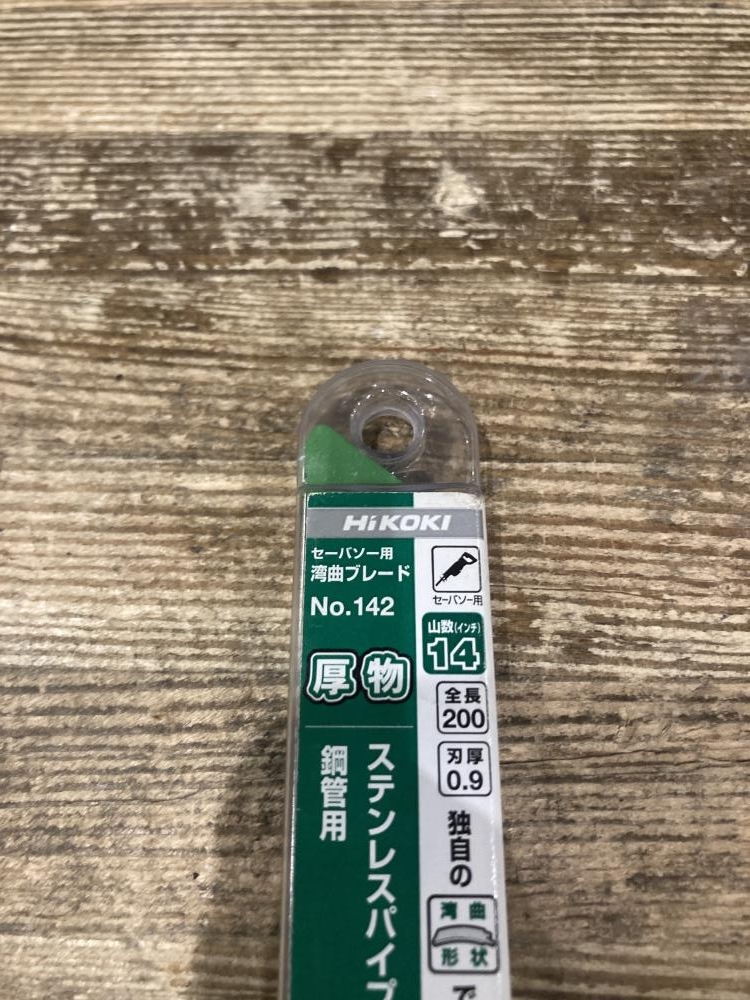 HiKOKI
セーバソー用
湾曲ブレード
No.142
厚物
ステンレスパイプ
鋼管用
セーバソー用
山数(インチ)
14
全長
200
刃厚
0.9
独自の
湾曲
形状
で